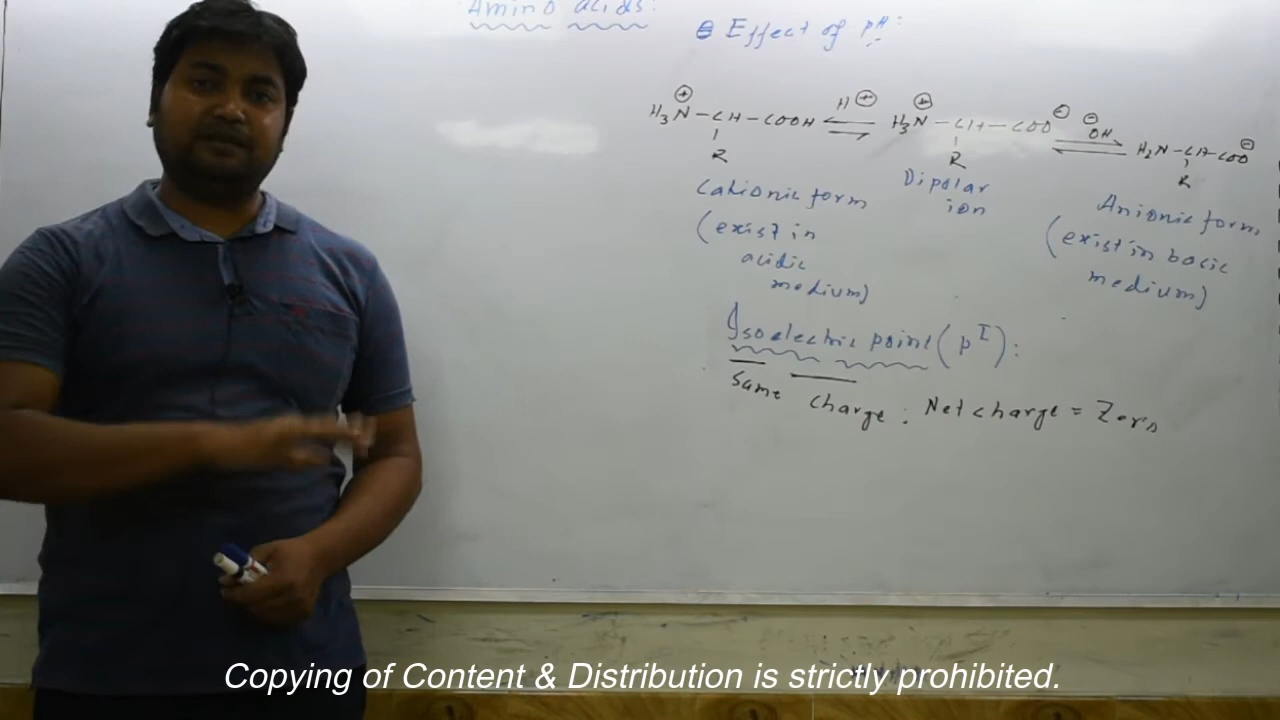 Amino acids:
⊖ Effect of pH:
H₃N⊕–CH–COOH ⇌ H⊕ H₃N⊕–CH–COO⊖ ⇌ ⊖OH H₂N–CH–COO⊖
R R R
Cationic form
(exist in
acidic
medium)
Dipolar
ion
Anionic form,
(exist in basic
medium)
Isoelectric point (pI):
Same charge : Net charge = Zero
Copying of Content & Distribution is strictly prohibited.